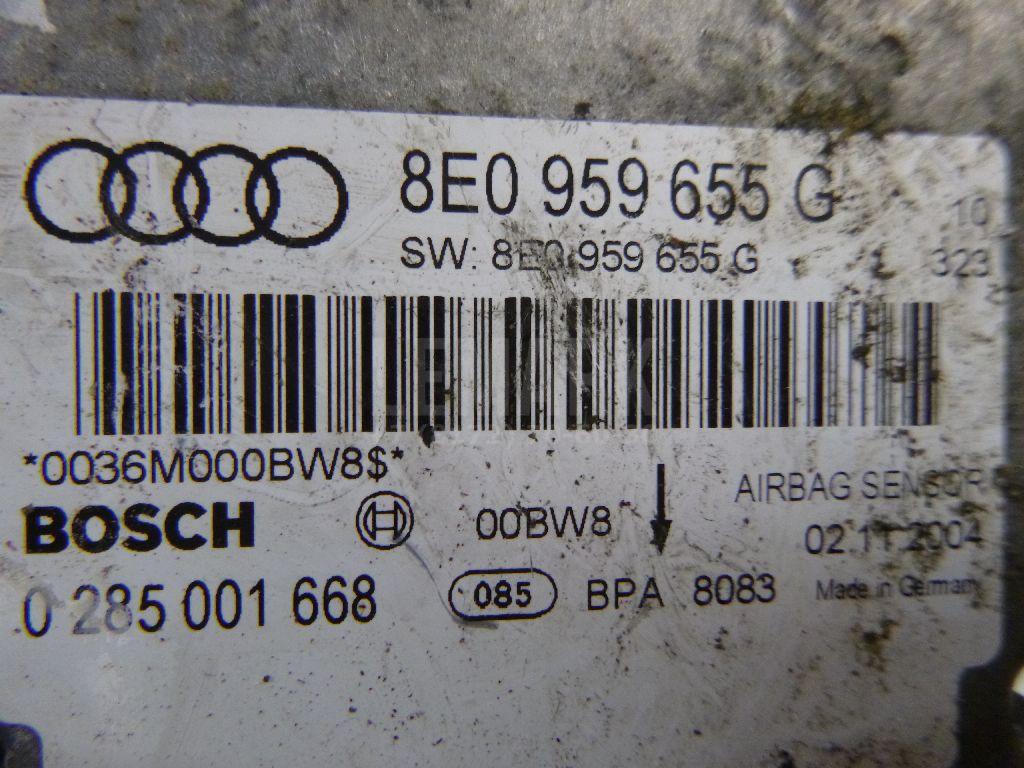 8E0 959 655 G
10
SW: 8E0 959 655 G
323
*0036M000BW8$*
AIRBAG SENSOR
BOSCH
00BW8
02.11.2004
0 285 001 668
085
BPA 8083
Made in Germany